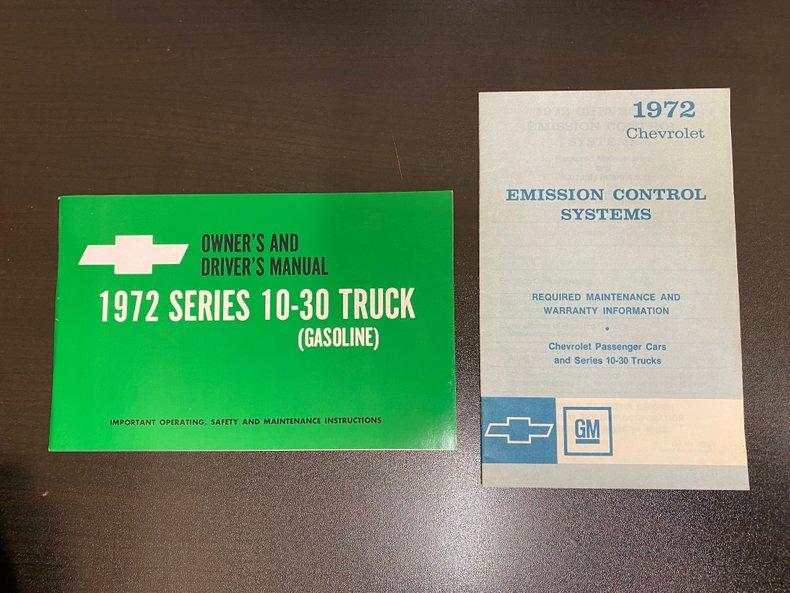 OWNER'S AND
DRIVER'S MANUAL
1972 SERIES 10-30 TRUCK
(GASOLINE)
IMPORTANT OPERATING, SAFETY AND MAINTENANCE INSTRUCTIONS
1972
Chevrolet
EMISSION CONTROL
SYSTEMS
REQUIRED MAINTENANCE AND
WARRANTY INFORMATION
•
Chevrolet Passenger Cars
and Series 10-30 Trucks
GM